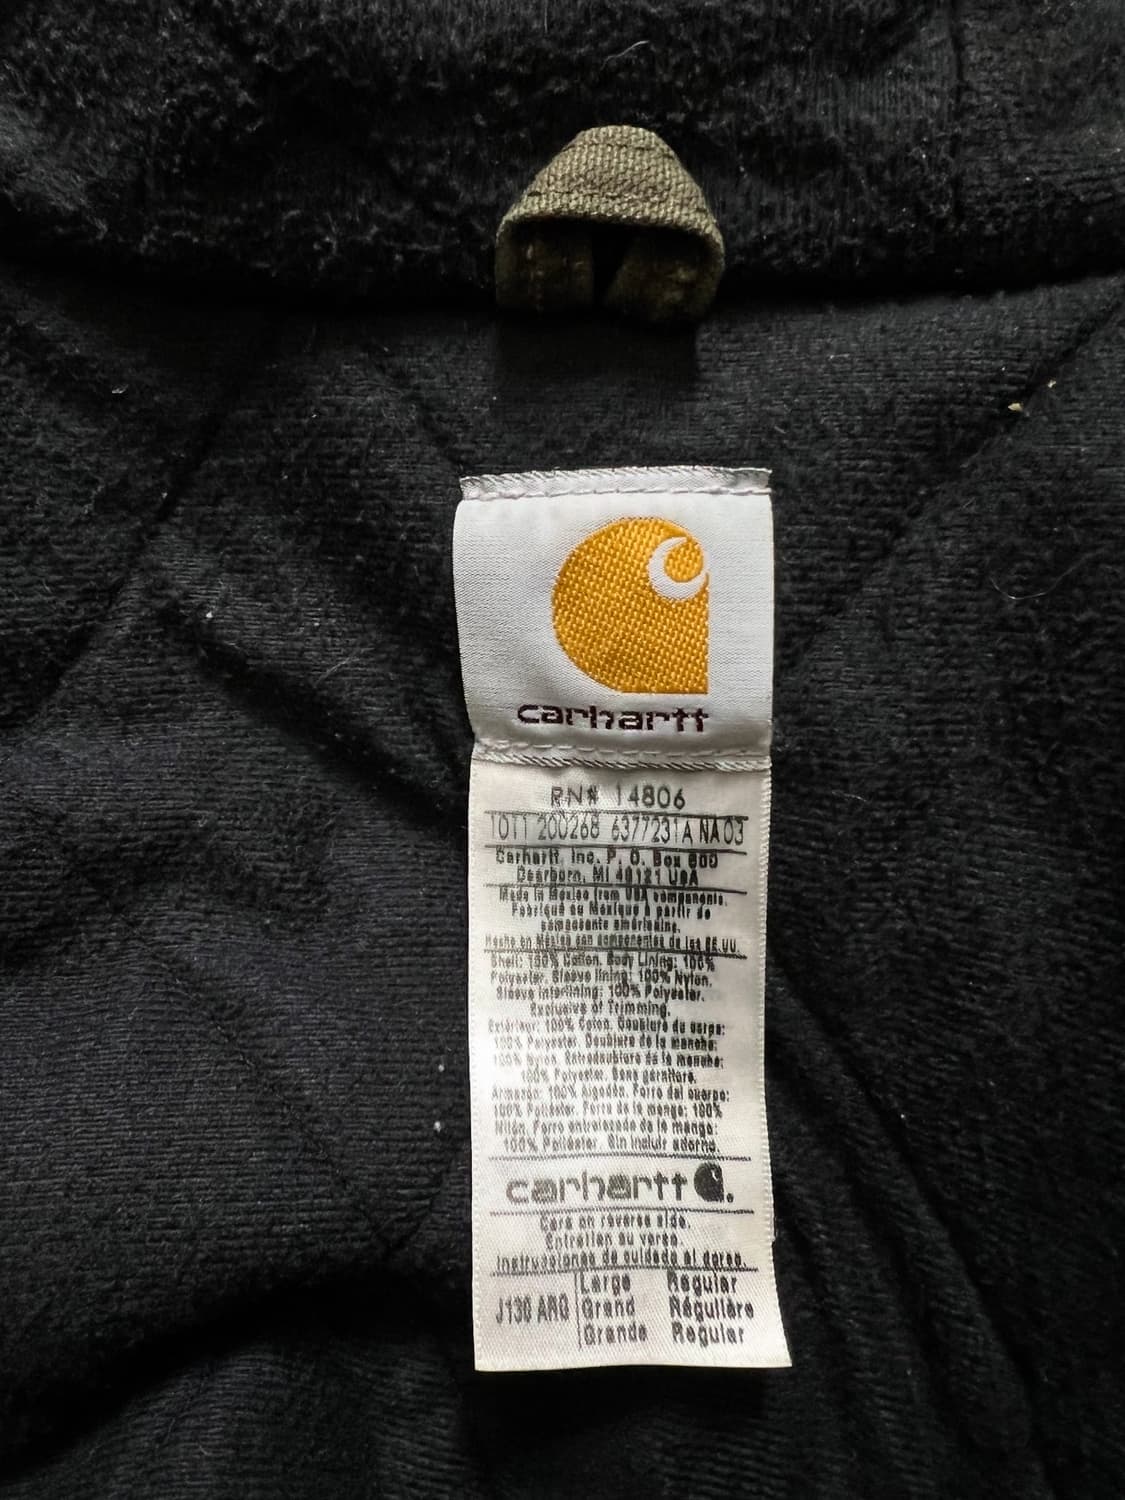 carhartt
RN# 14806
10T1 200268 6377231A NA 03
Carhartt, Inc. P. O. Box 600
Dearborn, MI 48121 USA
Made in Mexico from USA components.
Fabriqué au Mexique à partir de
composante américaine.
Hecho en México con componentes de los EE.UU.
Shell: 100% Cotton. Body Lining: 100%
Polyester. Sleeve lining: 100% Nylon.
Sleeve interlining: 100% Polyester.
Exclusive of Trimming.
Extérieur: 100% Coton. Doublure du corps:
100% Polyester. Doublure de la manche:
100% Nylon. Entredoublure de la manche:
100% Polyester. Sans garniture.
Armazón: 100% Algodón. Forro del cuerpo:
100% Poliéster. Forro de la manga: 100%
Nilón. Forro entretecado de la manga:
100% Poliéster. Sin incluir adorno.
carhartt
Care on reverse side.
Entretien au verso.
Instrucciones de cuidado al dorso.
J130 ARG
Large Regular
Grand Régulière
Grande Regular